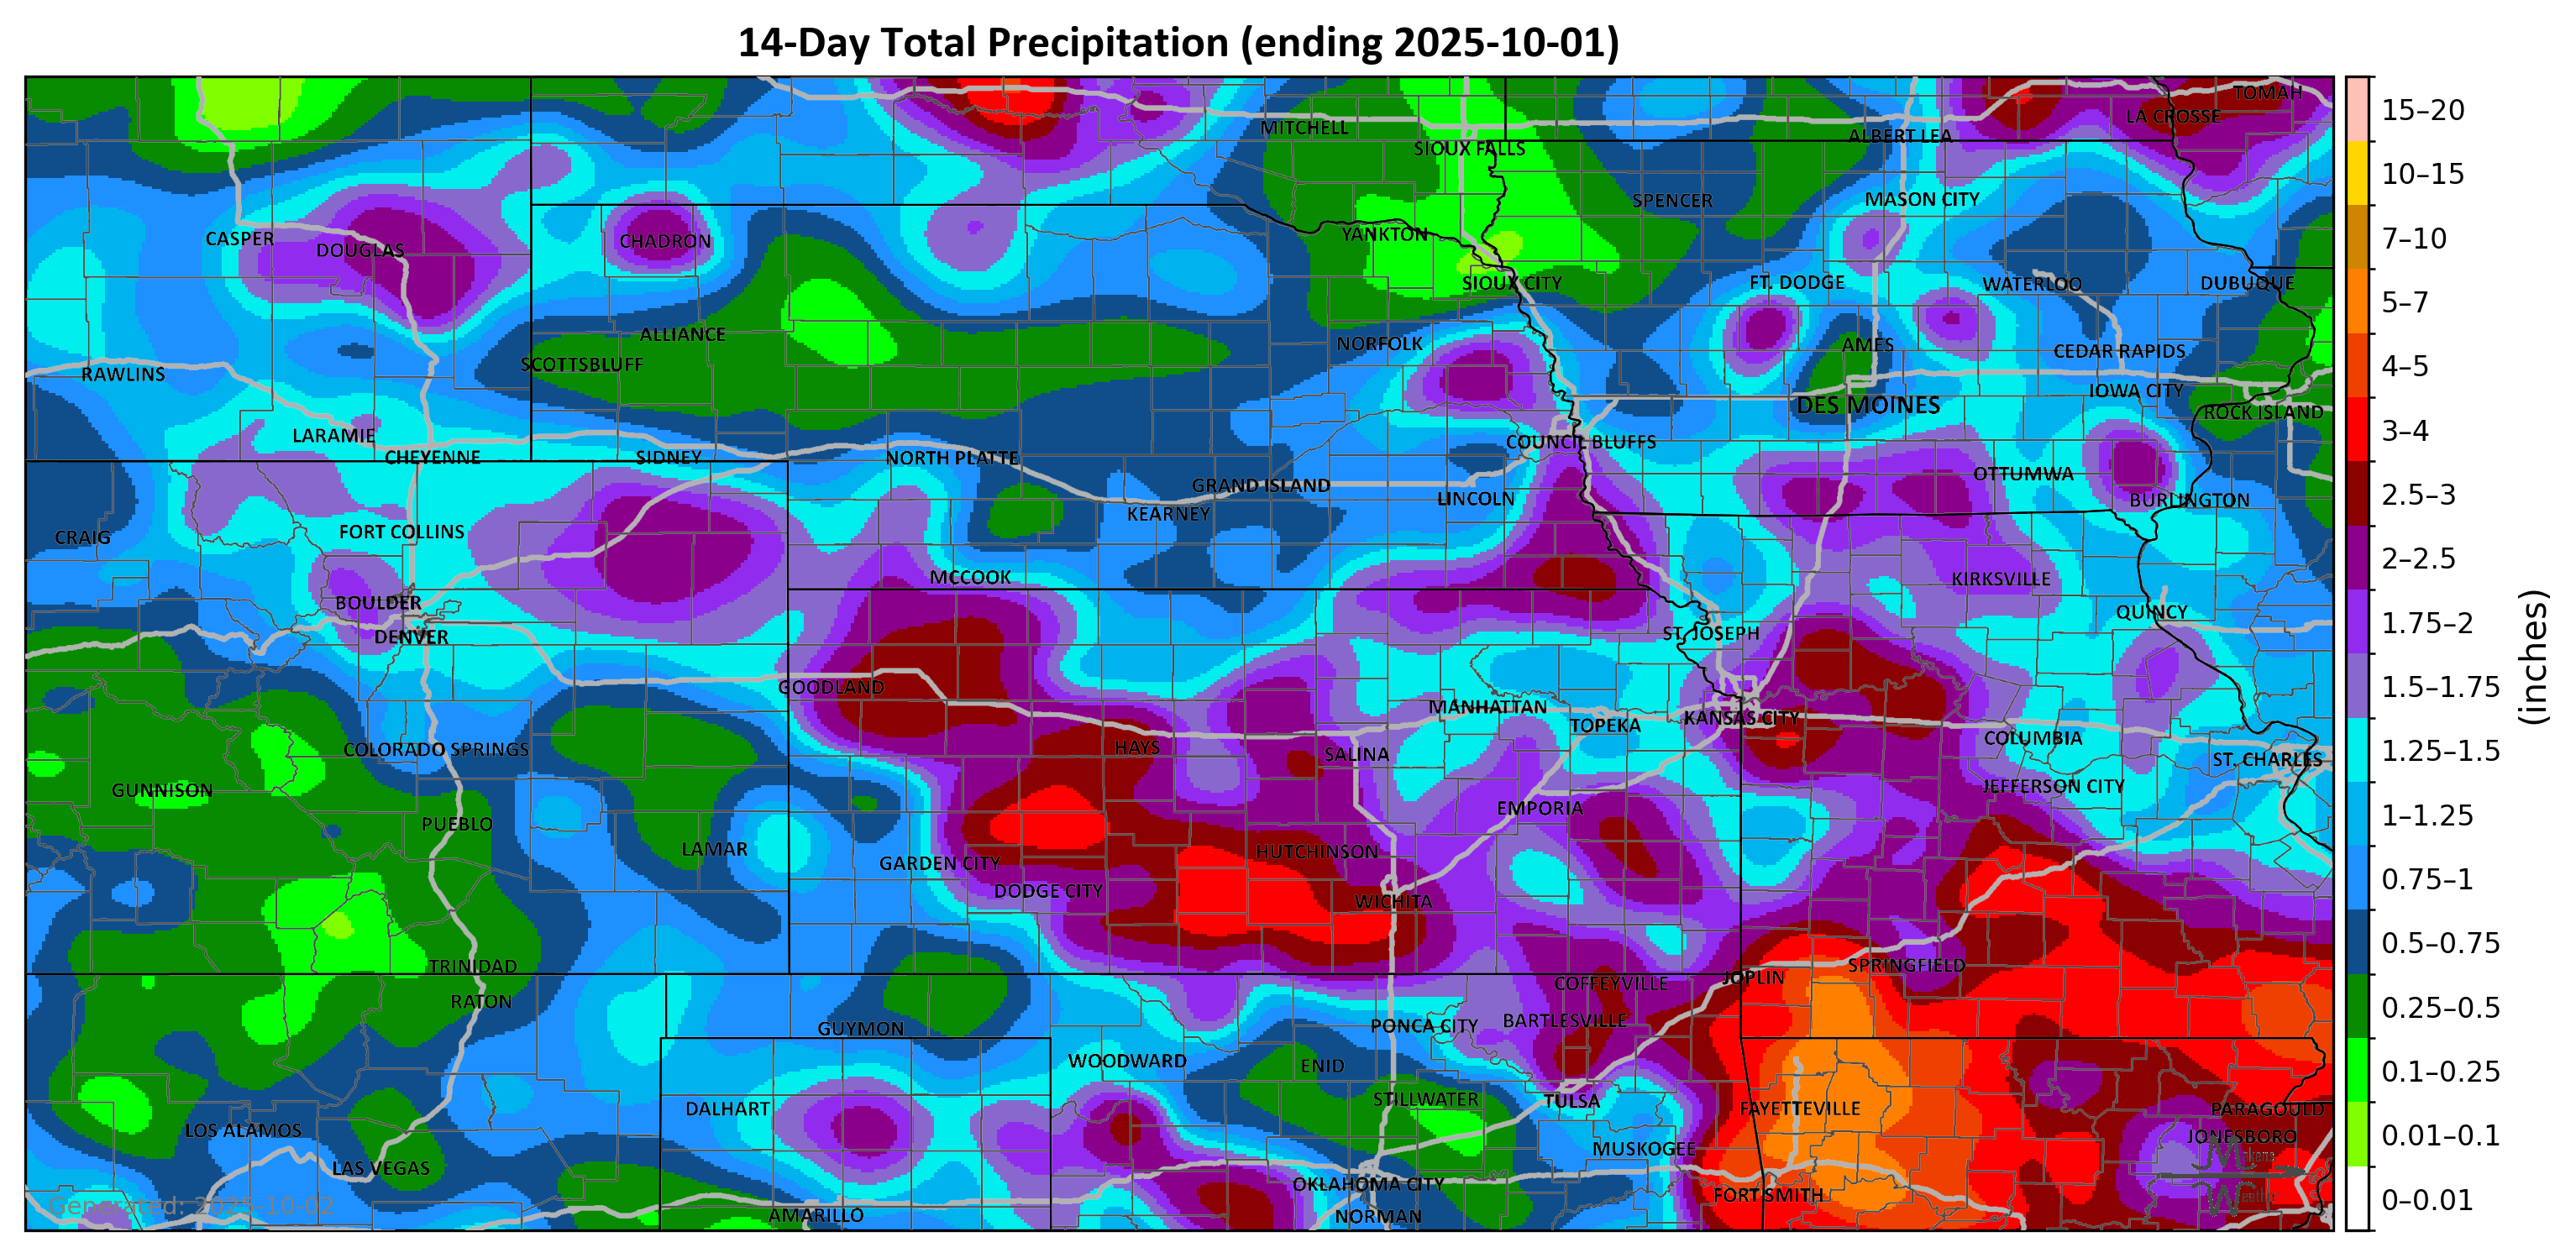 14-Day Total Precipitation (ending 2025-10-01)
TOMAH
LA CROSSE
MITCHELL
ALBERT LEA
SIOUX FALLS
SPENCER
MASON CITY
YANKTON
CASPER
DOUGLAS
CHADRON
SIOUX CITY
FT. DODGE
WATERLOO
DUBUQUE
ALLIANCE
NORFOLK
AMES
CEDAR RAPIDS
SCOTTSBLUFF
RAWLINS
IOWA CITY
DES MOINES
ROCK ISLAND
LARAMIE
COUNCIL BLUFFS
CHEYENNE
SIDNEY
NORTH PLATTE
OTTUMWA
GRAND ISLAND
LINCOLN
BURLINGTON
KEARNEY
CRAIG
FORT COLLINS
MCCOOK
KIRKSVILLE
BOULDER
QUINCY
DENVER
ST. JOSEPH
GOODLAND
MANHATTAN
KANSAS CITY
TOPEKA
COLUMBIA
COLORADO SPRINGS
HAYS
SALINA
ST. CHARLES
GUNNISON
JEFFERSON CITY
EMPORIA
PUEBLO
LAMAR
HUTCHINSON
GARDEN CITY
DODGE CITY
WICHITA
TRINIDAD
SPRINGFIELD
JOPLIN
COFFEYVILLE
RATON
BARTLESVILLE
PONCA CITY
GUYMON
WOODWARD
ENID
STILLWATER
TULSA
DALHART
FAYETTEVILLE
PARAGOULD
LOS ALAMOS
JONESBORO
MUSKOGEE
LAS VEGAS
OKLAHOMA CITY
FORT SMITH
AMARILLO
NORMAN
Generated: 2025-10-02
Makens
Weather
15–20
10–15
7–10
5–7
4–5
3–4
2.5–3
2–2.5
1.75–2
1.5–1.75
1.25–1.5
1–1.25
0.75–1
0.5–0.75
0.25–0.5
0.1–0.25
0.01–0.1
0–0.01
(inches)